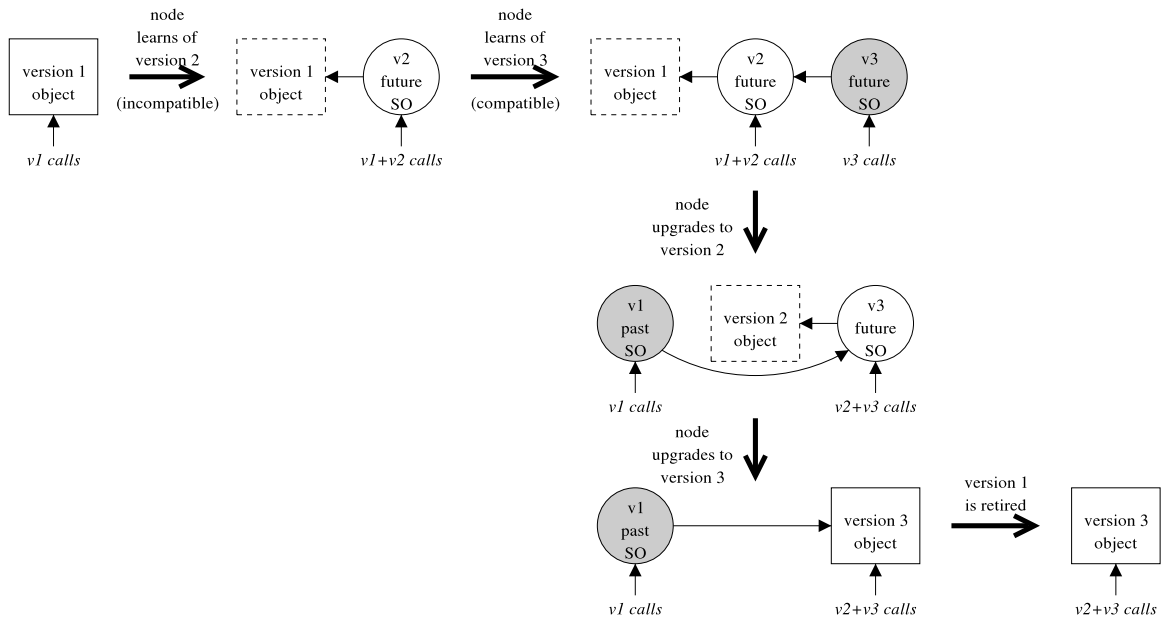 version 1
object
v1 calls
node
learns of
version 2
(incompatible)
version 1
object
v2
future
SO
v1+v2 calls
node
learns of
version 3
(compatible)
version 1
object
v2
future
SO
v1+v2 calls
v3
future
SO
v3 calls
node
upgrades to
version 2
v1
past
SO
v1 calls
version 2
object
v3
future
SO
v2+v3 calls
node
upgrades to
version 3
v1
past
SO
v1 calls
version 3
object
v2+v3 calls
version 1
is retired
version 3
object
v2+v3 calls